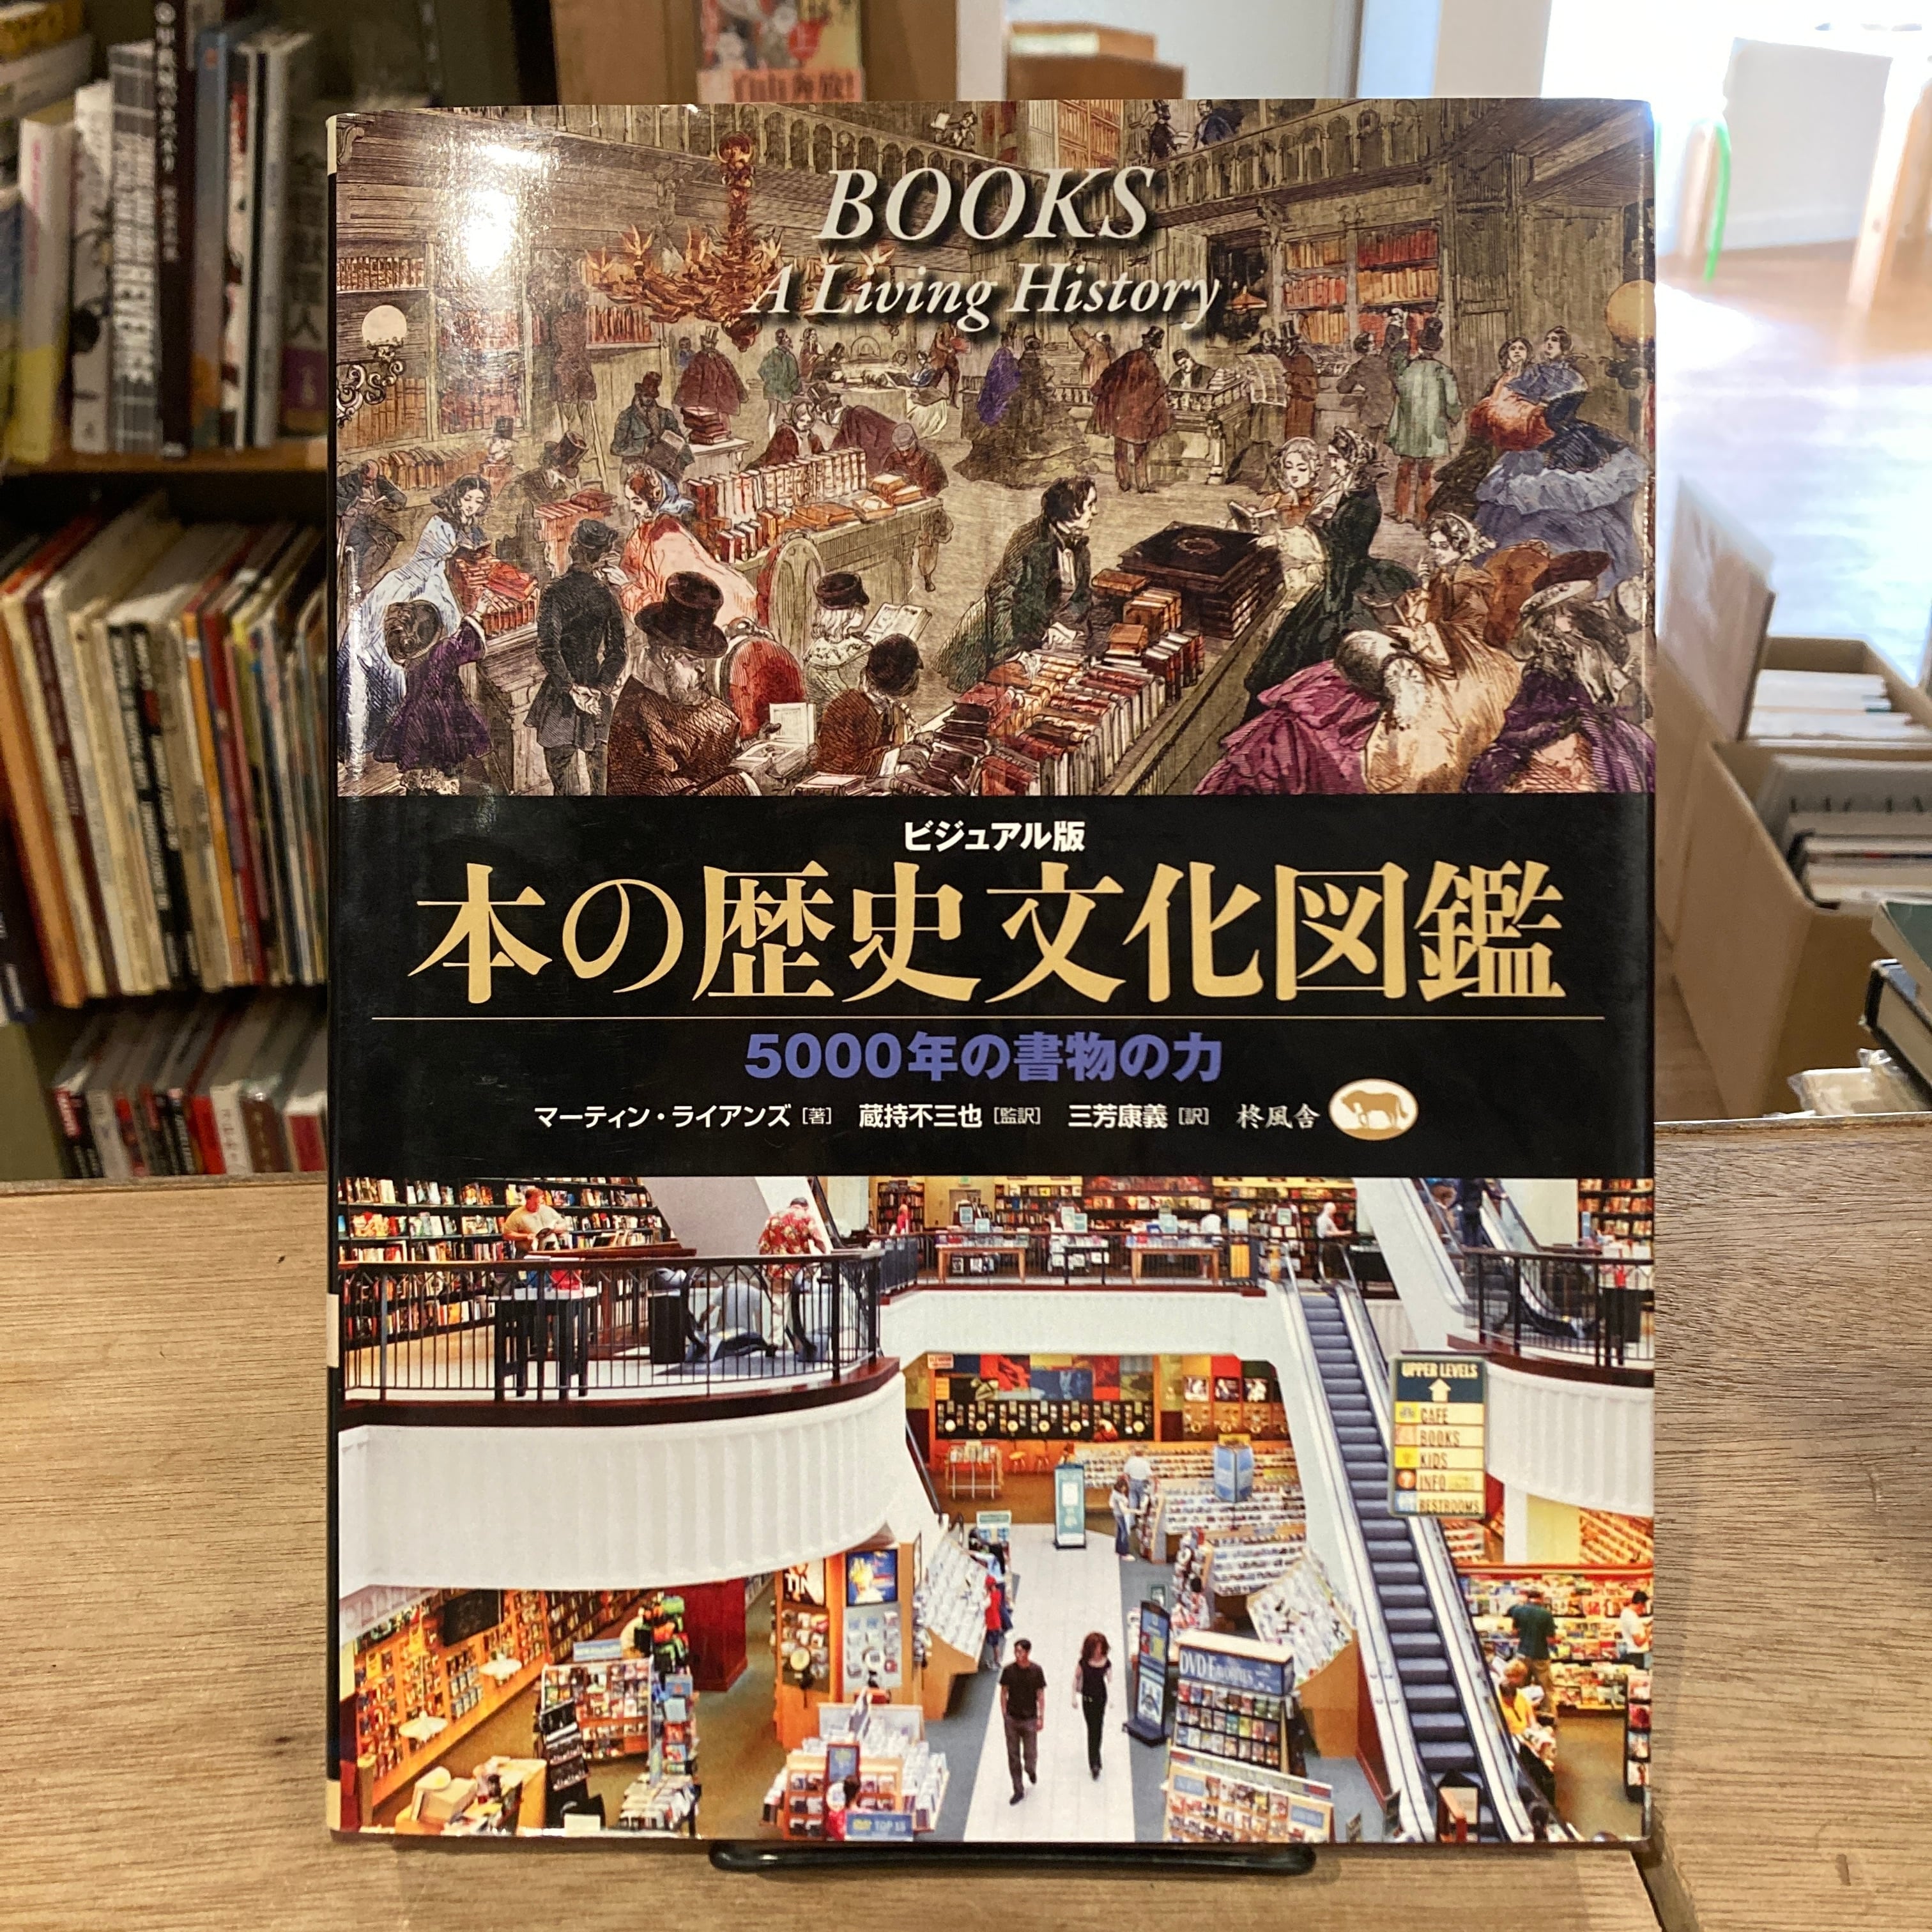 BOOKS
A Living History
ビジュアル版
本の歴史文化図鑑
5000年の書物の力
マーティン・ライアンズ［著］ 蔵持不三也［監訳］ 三芳康義［訳］ 柊風舎
UPPER LEVELS
CAFE
BOOKS
KIDS
INFO
RESTROOMS
REVENGE